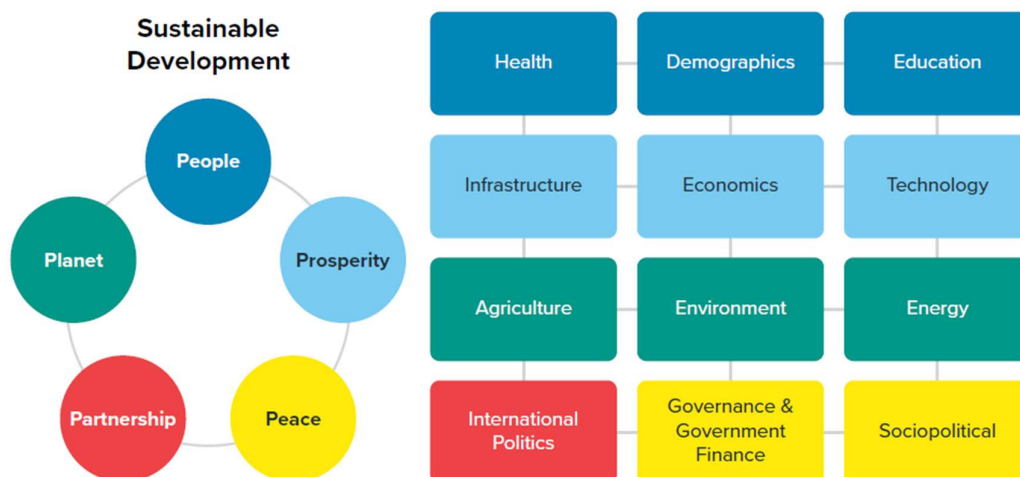 Sustainable
Development
People
Planet
Prosperity
Partnership
Peace
Health
Demographics
Education
Infrastructure
Economics
Technology
Agriculture
Environment
Energy
International
Politics
Governance &
Government
Finance
Sociopolitical